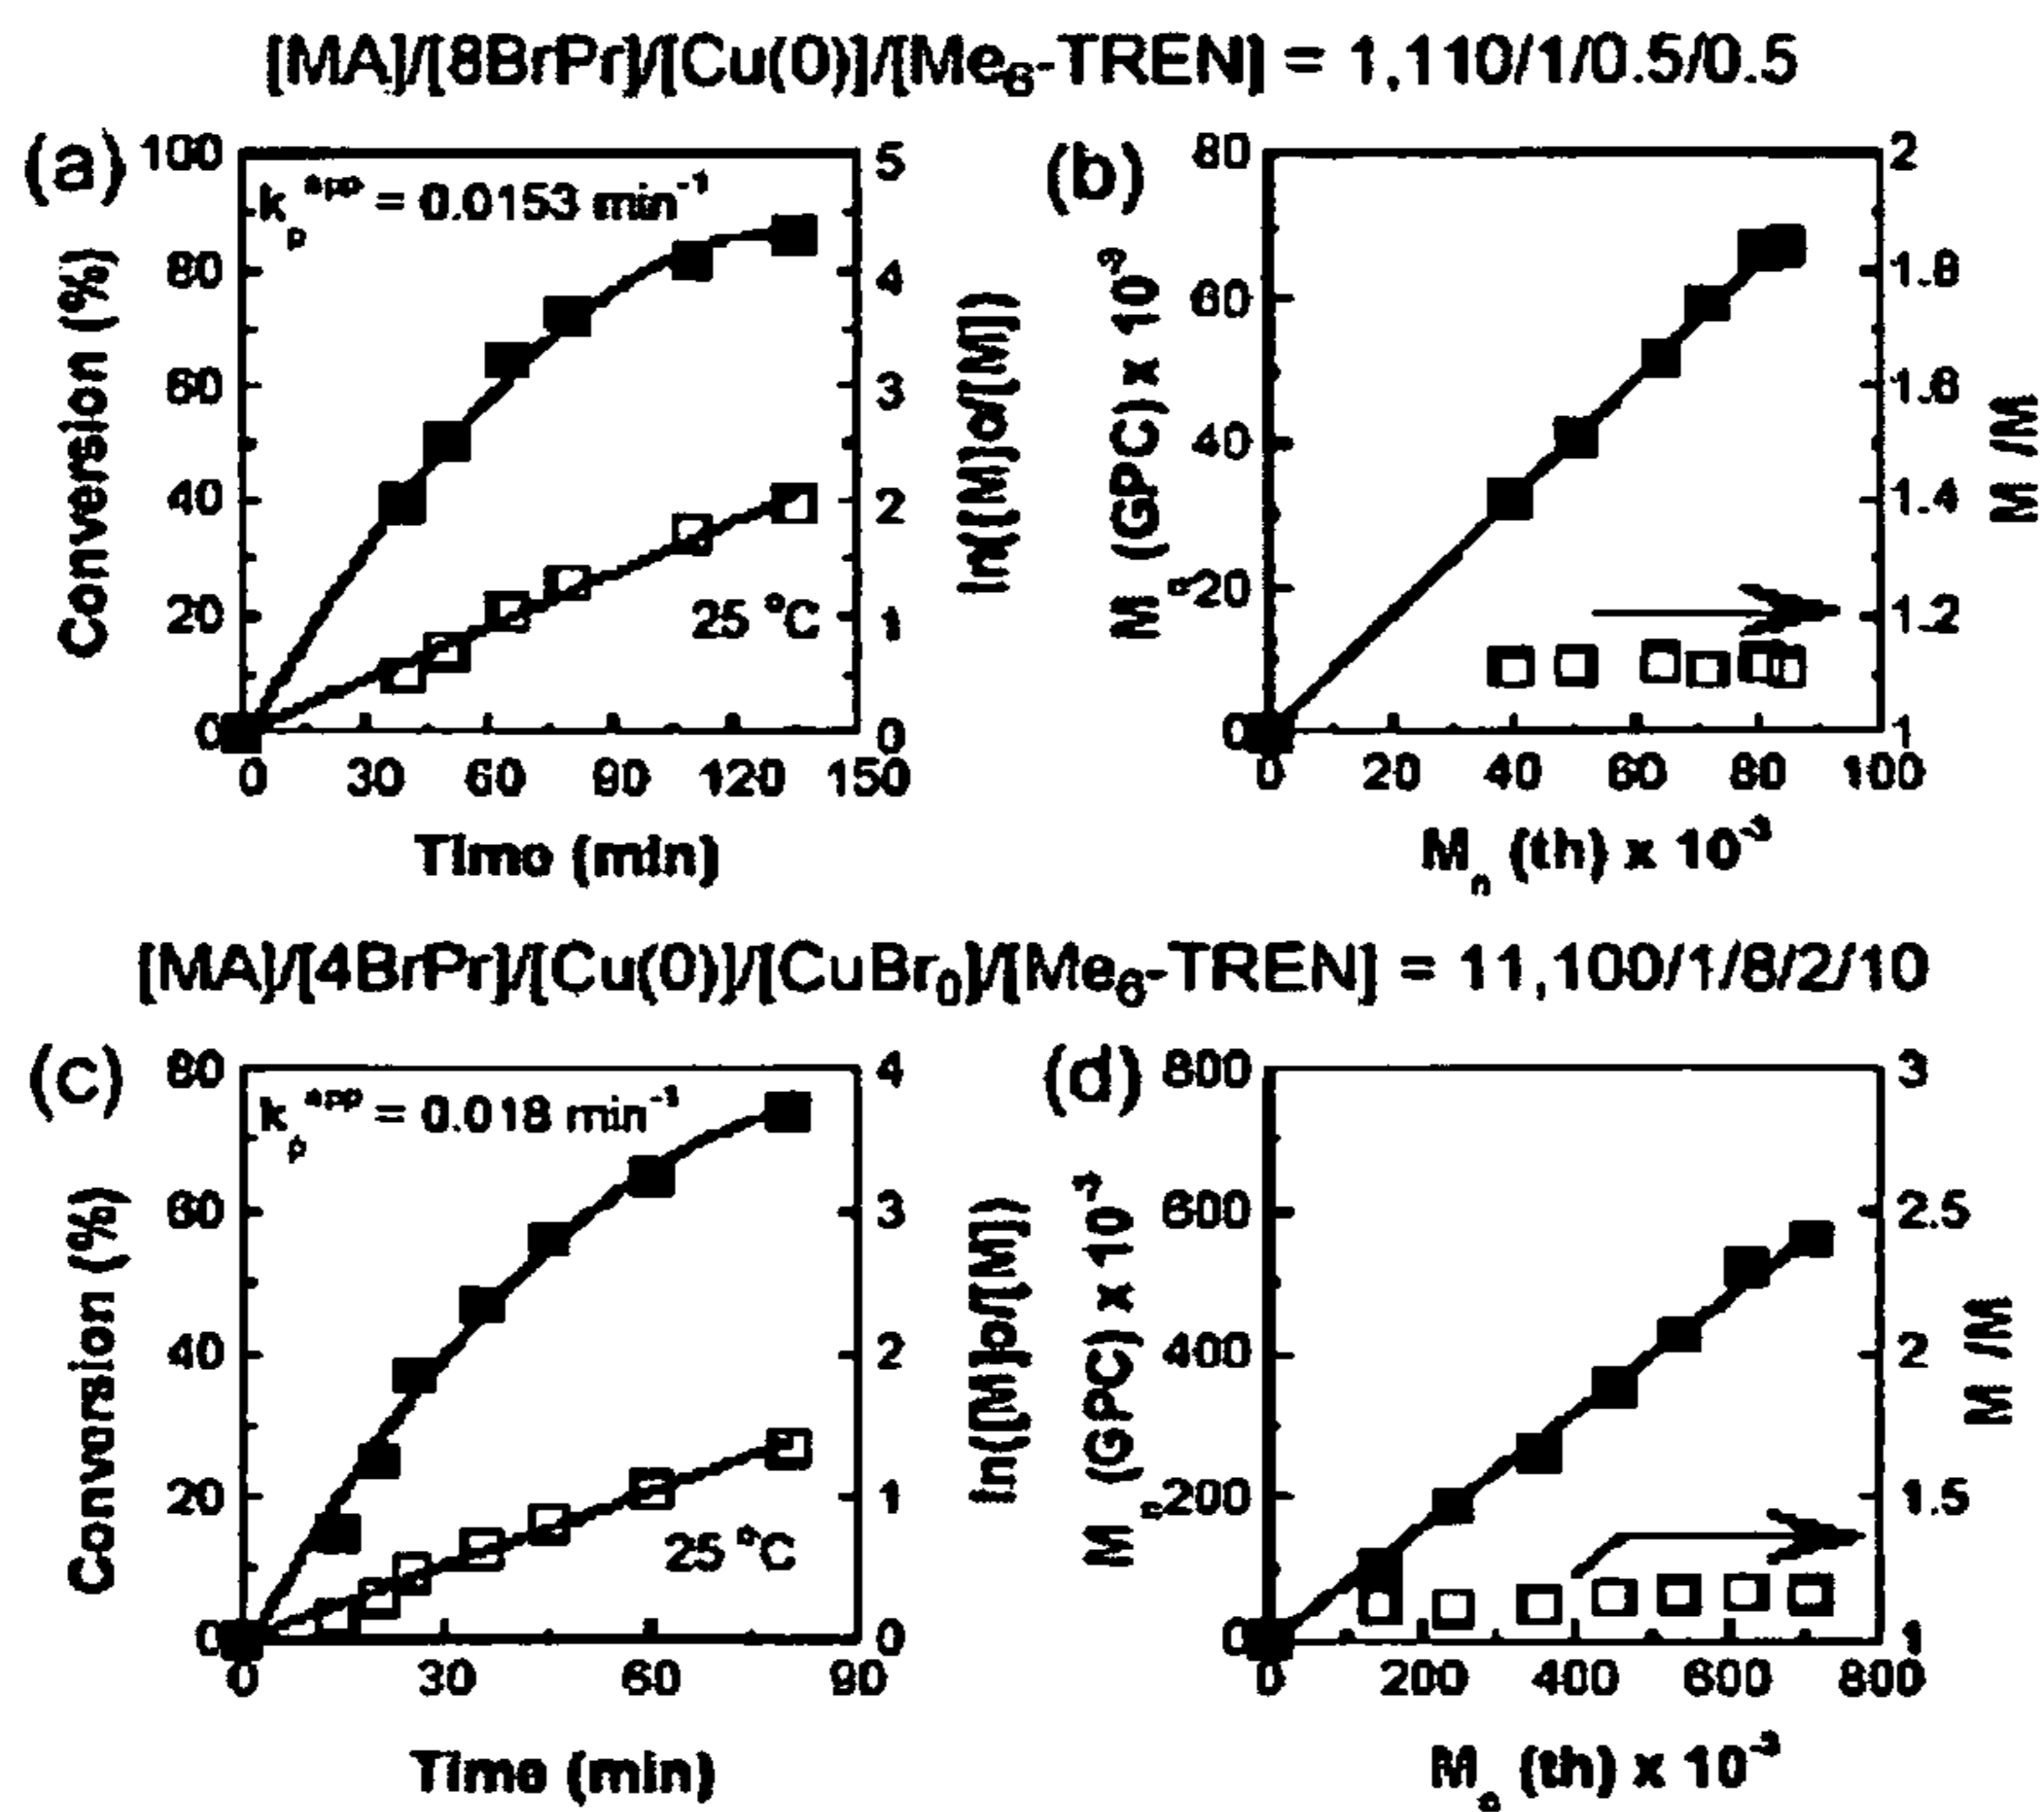 [MA]/[8BrPr]/[Cu(0)]/[Me6-TREN] = 1,110/1/0.5/0.5
(a)
100
80
60
40
20
0
Conversion (%)
kp^app = 0.0153 min-1
25 °C
5
4
3
2
1
0
ln([M]o/[M])
0 30 60 90 120 150
Time (min)
(b)
80
60
40
20
0
Mn (GPC) x 10-3
2
1.8
1.6
1.4
1.2
1
M /M
0 20 40 60 80 100
Mn (th) x 10-3
[MA]/[4BrPr]/[Cu(0)]/[CuBr0]/[Me6-TREN] = 11,100/1/8/2/10
(c)
80
60
40
20
0
Conversion (%)
kp^app = 0.018 min-1
25 °C
4
3
2
1
0
ln([M]o/[M])
0 30 60 90
Time (min)
(d)
800
600
400
200
0
Mn (GPC) x 10-3
3
2.5
2
1.5
1
M /M
0 200 400 600 800
Mn (th) x 10-3